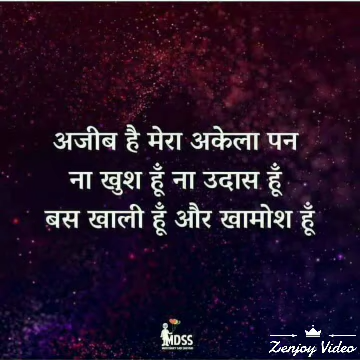 अजीब है मेरा अकेला पन
ना खुश हूँ ना उदास हूँ
बस खाली हूँ और खामोश हूँ
MDSS
Zenjoy Video